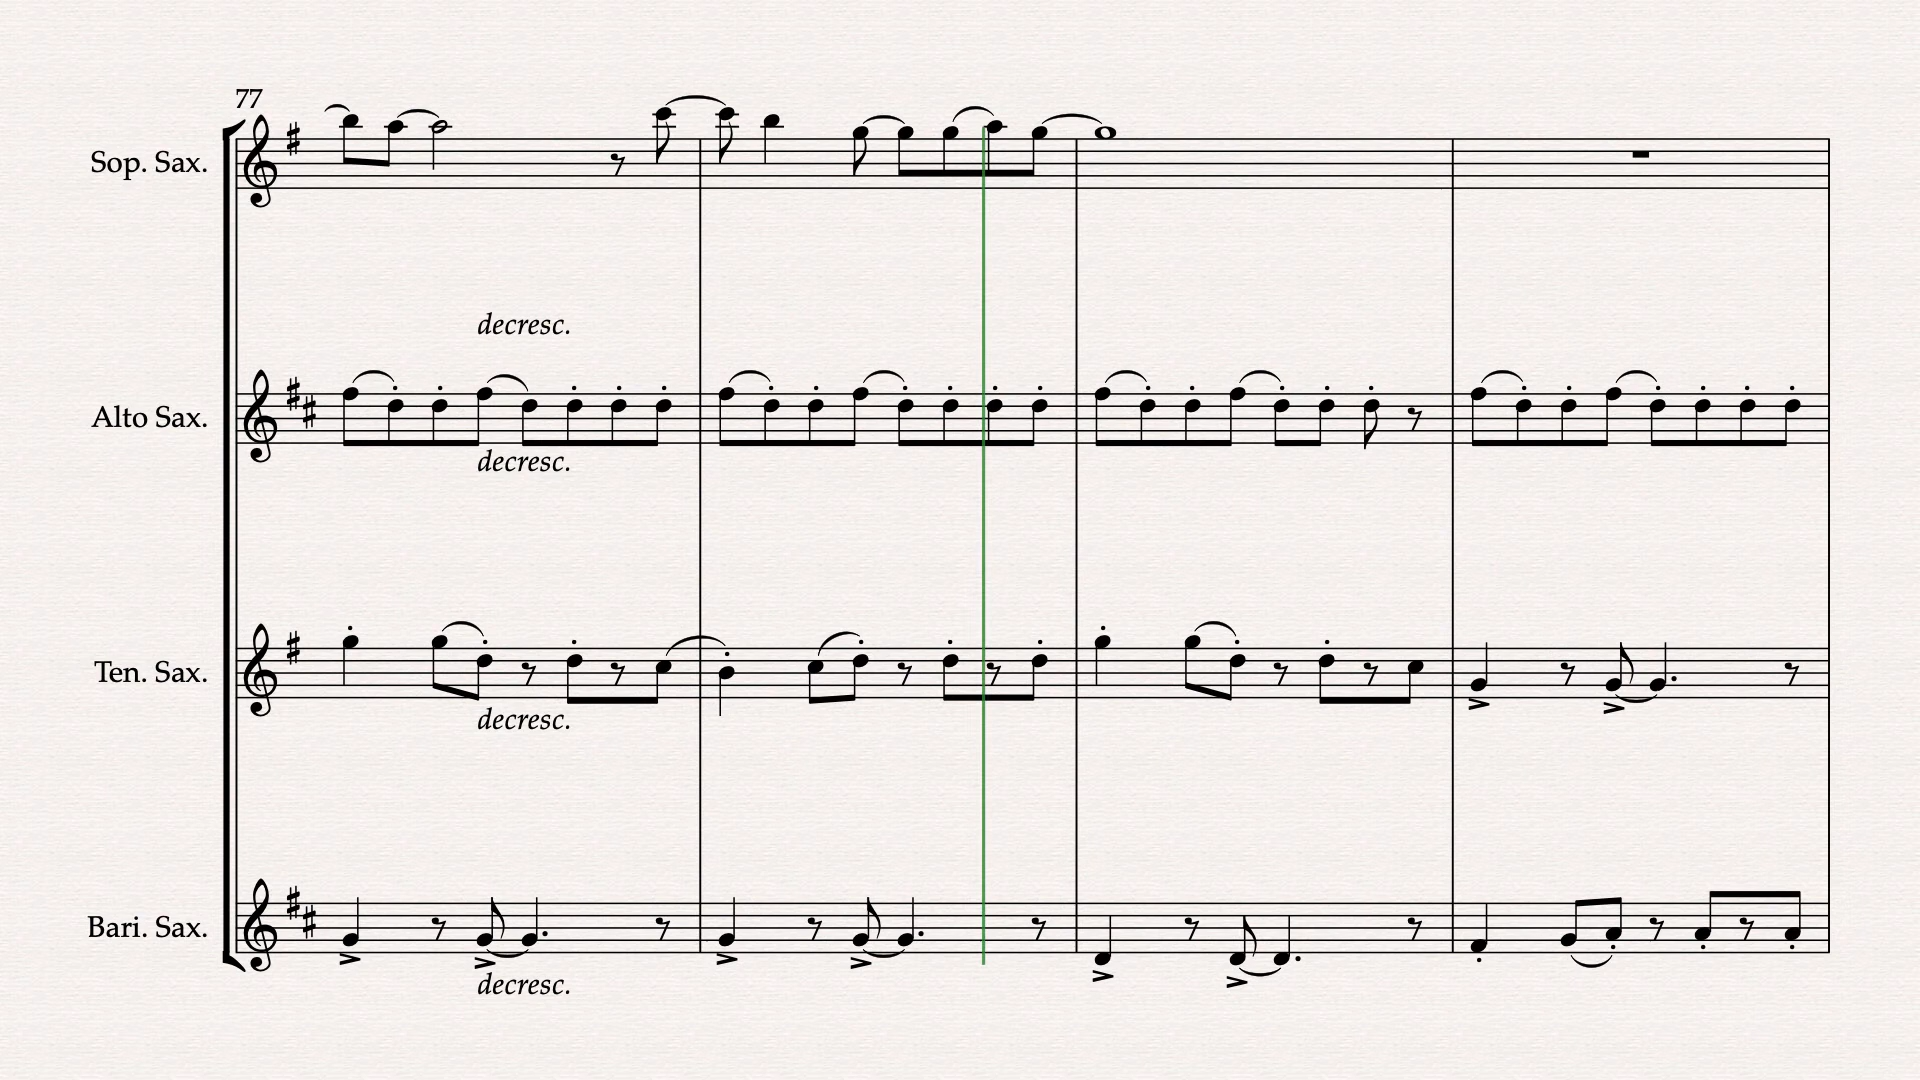 77
Sop. Sax.
decresc.
Alto Sax.
decresc.
Ten. Sax.
decresc.
Bari. Sax.
decresc.